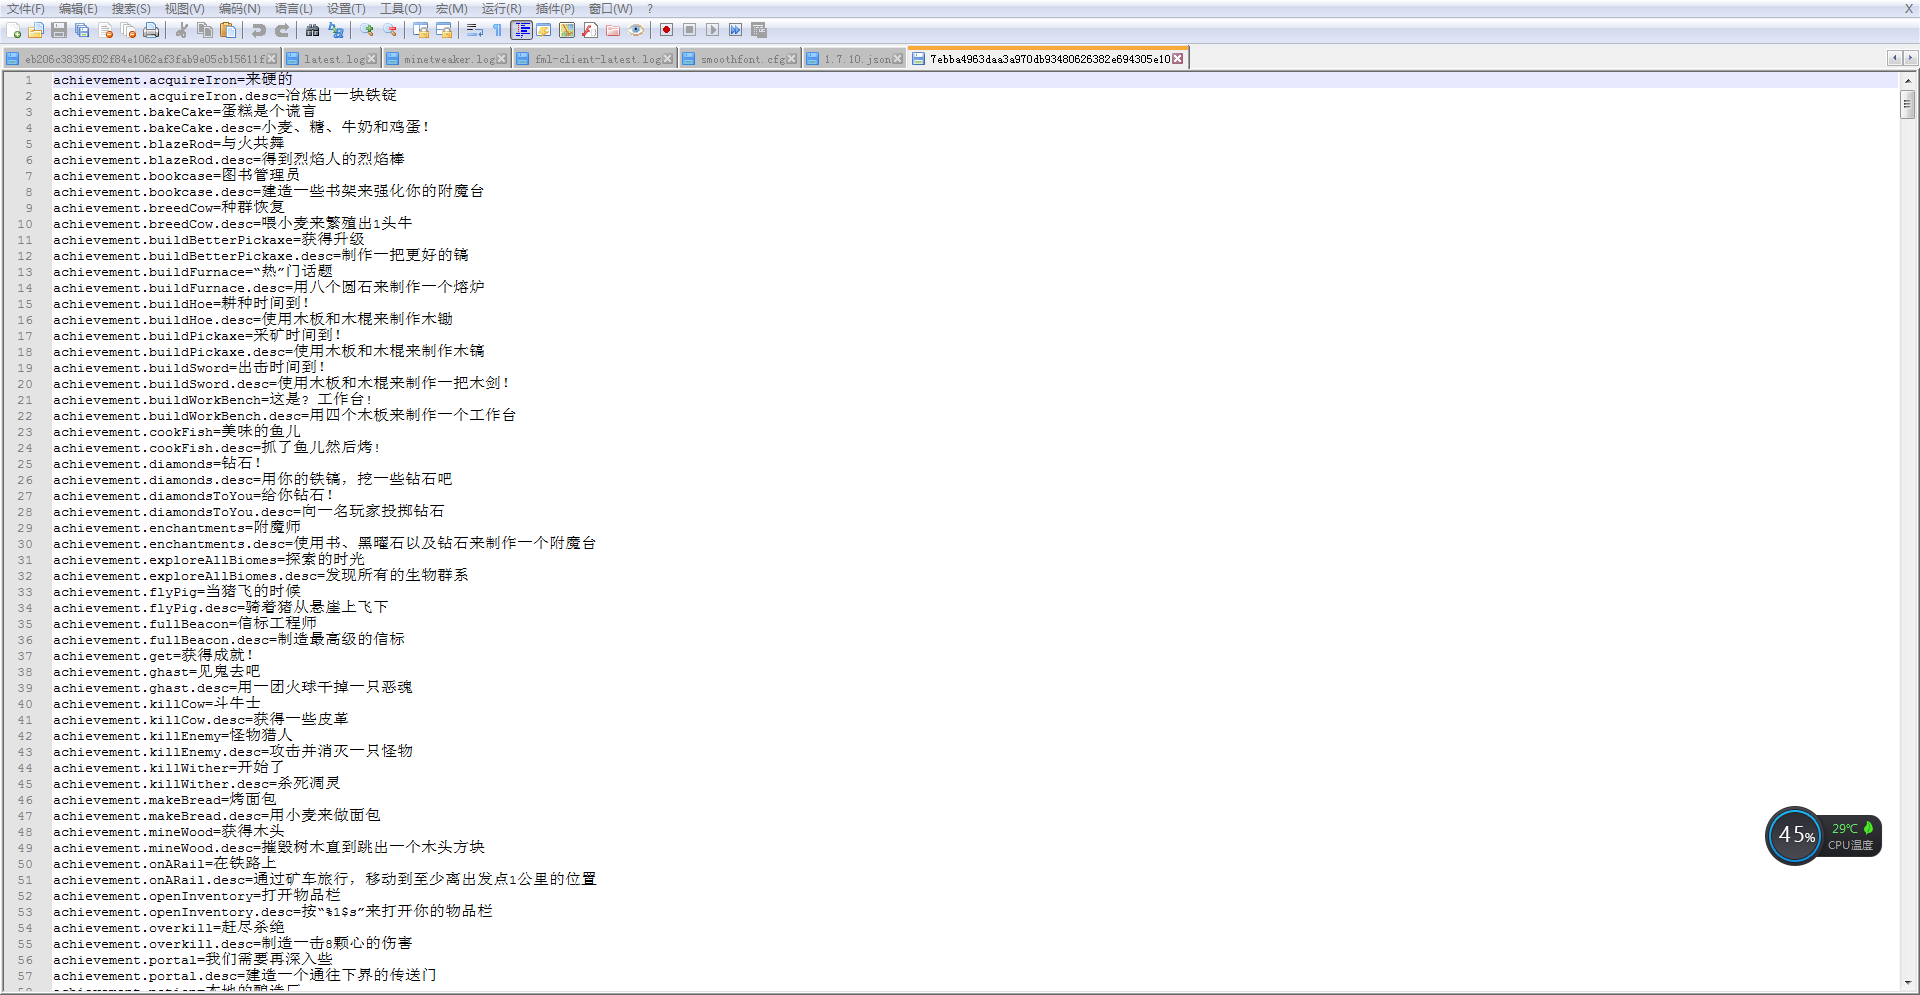 文件(F) 编辑(E) 搜索(S) 视图(V) 编码(N) 语言(L) 设置(T) 工具(O) 宏(M) 运行(R) 插件(P) 窗口(W) ? X
eb206c38395f02f84e1062af3fab9e05cb15611f latest.log minetweaker.log fml-client-latest.log smoothfont.cfg 1.7.10.json 7ebba4963daa3a970db93480626382e694305e10
1 achievement.acquireIron=来硬的
2 achievement.acquireIron.desc=冶炼出一块铁锭
3 achievement.bakeCake=蛋糕是个谎言
4 achievement.bakeCake.desc=小麦、糖、牛奶和鸡蛋!
5 achievement.blazeRod=与火共舞
6 achievement.blazeRod.desc=得到烈焰人的烈焰棒
7 achievement.bookcase=图书管理员
8 achievement.bookcase.desc=建造一些书架来强化你的附魔台
9 achievement.breedCow=种群恢复
10 achievement.breedCow.desc=喂小麦来繁殖出1头牛
11 achievement.buildBetterPickaxe=获得升级
12 achievement.buildBetterPickaxe.desc=制作一把更好的镐
13 achievement.buildFurnace=“热”门话题
14 achievement.buildFurnace.desc=用八个圆石来制作一个熔炉
15 achievement.buildHoe=耕种时间到!
16 achievement.buildHoe.desc=使用木板和木棍来制作木锄
17 achievement.buildPickaxe=采矿时间到!
18 achievement.buildPickaxe.desc=使用木板和木棍来制作木镐
19 achievement.buildSword=出击时间到!
20 achievement.buildSword.desc=使用木板和木棍来制作一把木剑!
21 achievement.buildWorkBench=这是? 工作台!
22 achievement.buildWorkBench.desc=用四个木板来制作一个工作台
23 achievement.cookFish=美味的鱼儿
24 achievement.cookFish.desc=抓了鱼儿然后烤!
25 achievement.diamonds=钻石!
26 achievement.diamonds.desc=用你的铁镐，挖一些钻石吧
27 achievement.diamondsToYou=给你钻石!
28 achievement.diamondsToYou.desc=向一名玩家投掷钻石
29 achievement.enchantments=附魔师
30 achievement.enchantments.desc=使用书、黑曜石以及钻石来制作一个附魔台
31 achievement.exploreAllBiomes=探索的时光
32 achievement.exploreAllBiomes.desc=发现所有的生物群系
33 achievement.flyPig=当猪飞的时候
34 achievement.flyPig.desc=骑着猪从悬崖上飞下
35 achievement.fullBeacon=信标工程师
36 achievement.fullBeacon.desc=制造最高级的信标
37 achievement.get=获得成就!
38 achievement.ghast=见鬼去吧
39 achievement.ghast.desc=用一团火球干掉一只恶魂
40 achievement.killCow=斗牛士
41 achievement.killCow.desc=获得一些皮革
42 achievement.killEnemy=怪物猎人
43 achievement.killEnemy.desc=攻击并消灭一只怪物
44 achievement.killWither=开始了
45 achievement.killWither.desc=杀死凋灵
46 achievement.makeBread=烤面包
47 achievement.makeBread.desc=用小麦来做面包
48 achievement.mineWood=获得木头
49 achievement.mineWood.desc=摧毁树木直到跳出一个木头方块
50 achievement.onARail=在铁路上
51 achievement.onARail.desc=通过矿车旅行，移动到至少离出发点1公里的位置
52 achievement.openInventory=打开物品栏
53 achievement.openInventory.desc=按“%1$s”来打开你的物品栏
54 achievement.overkill=赶尽杀绝
55 achievement.overkill.desc=制造一击8颗心的伤害
56 achievement.portal=我们需要再深入些
57 achievement.portal.desc=建造一个通往下界的传送门
45%
29℃
CPU温度